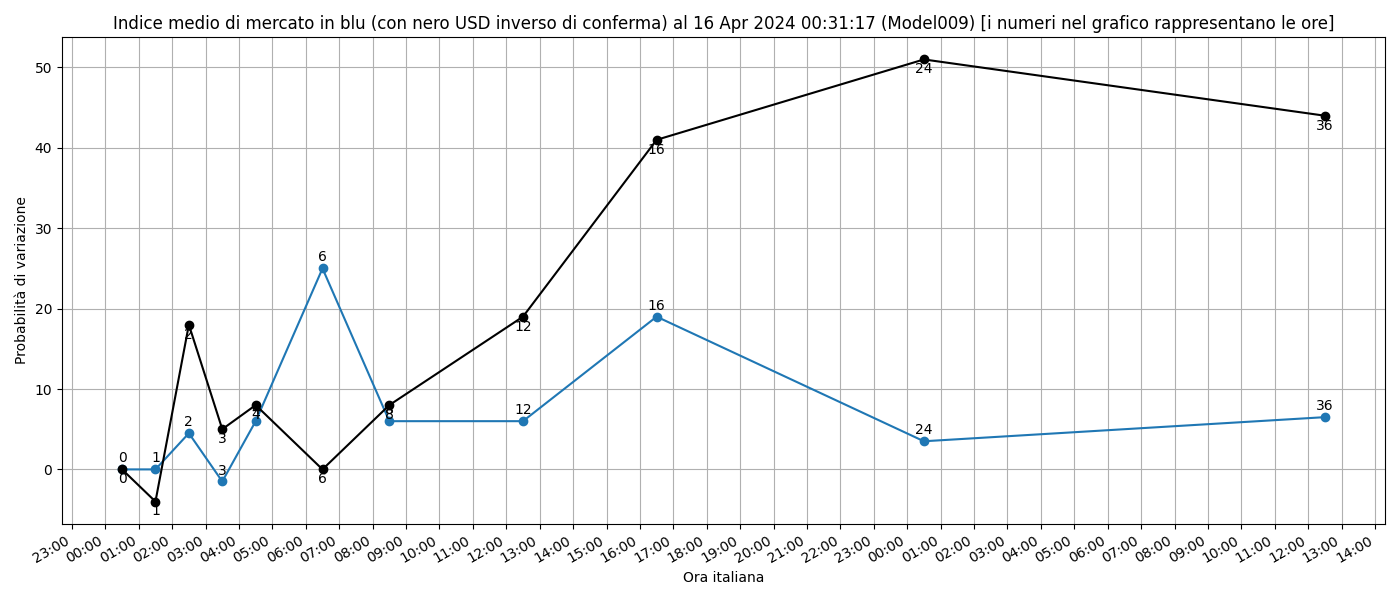 Indice medio di mercato in blu (con nero USD inverso di conferma) al 16 Apr 2024 00:31:17 (Model009) [i numeri nel grafico rappresentano le ore]
Probabilità di variazione
50
40
30
20
10
0
0 1 2 3 4 6 8 12 16 24 36
0 1 2 3 4 6 8 12 16 24 36
23:00 00:00 01:00 02:00 03:00 04:00 05:00 06:00 07:00 08:00 09:00 10:00 11:00 12:00 13:00 14:00 15:00 16:00 17:00 18:00 19:00 20:00 21:00 22:00 23:00 00:00 01:00 02:00 03:00 04:00 05:00 06:00 07:00 08:00 09:00 10:00 11:00 12:00 13:00 14:00
Ora italiana